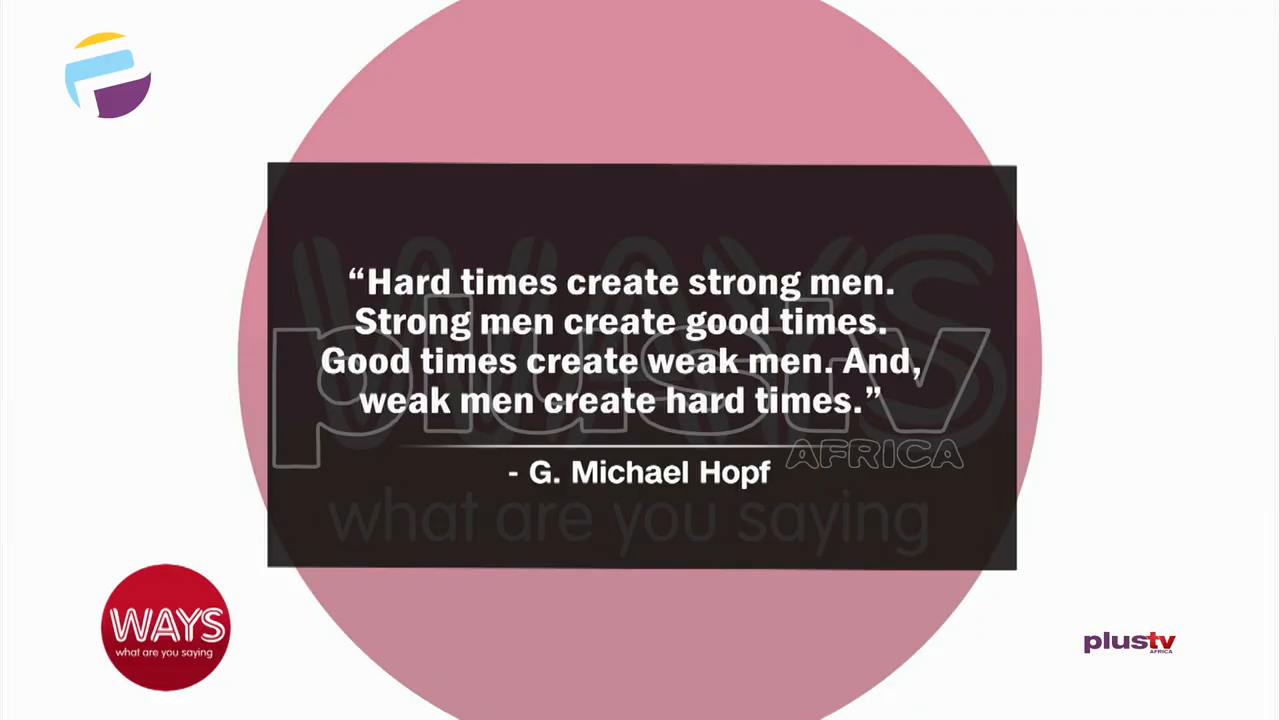 “Hard times create strong men.
Strong men create good times.
Good times create weak men. And,
weak men create hard times.”
- G. Michael Hopf
WAYS
plustv
AFRICA
what are you saying
WAYS
what are you saying
plustv
AFRICA